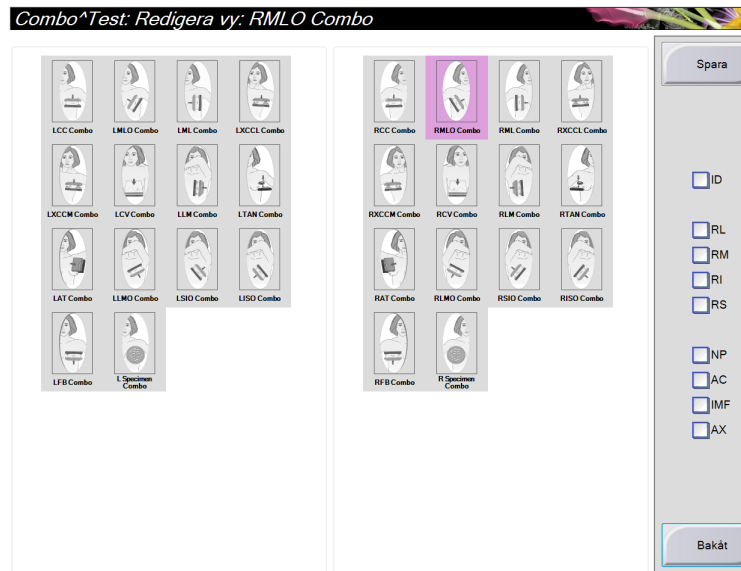 Combo^Test: Redigera vy: RMLO Combo
LCC Combo LMLO Combo LML Combo LXCCL Combo
LXCCM Combo LCV Combo LLM Combo LTAN Combo
LAT Combo LLMO Combo LSIO Combo LISO Combo
LFB Combo L Specimen Combo
RCC Combo RMLO Combo RML Combo RXCCL Combo
RXCCM Combo RCV Combo RLM Combo RTAN Combo
RAT Combo RLMO Combo RSIO Combo RISO Combo
RFB Combo R Specimen Combo
Spara
ID
RL
RM
RI
RS
NP
AC
IMF
AX
Bakåt